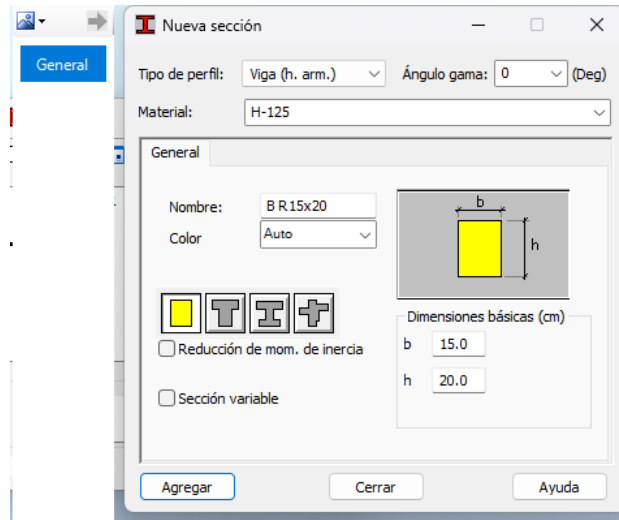 Nueva sección
General
Tipo de perfil: Viga (h. arm.) Ángulo gama: 0 (Deg)
Material: H-125
General
Nombre: B R15x20
Color Auto
b
h
Reducción de mom. de inercia
Sección variable
Dimensiones básicas (cm)
b 15.0
h 20.0
Agregar Cerrar Ayuda